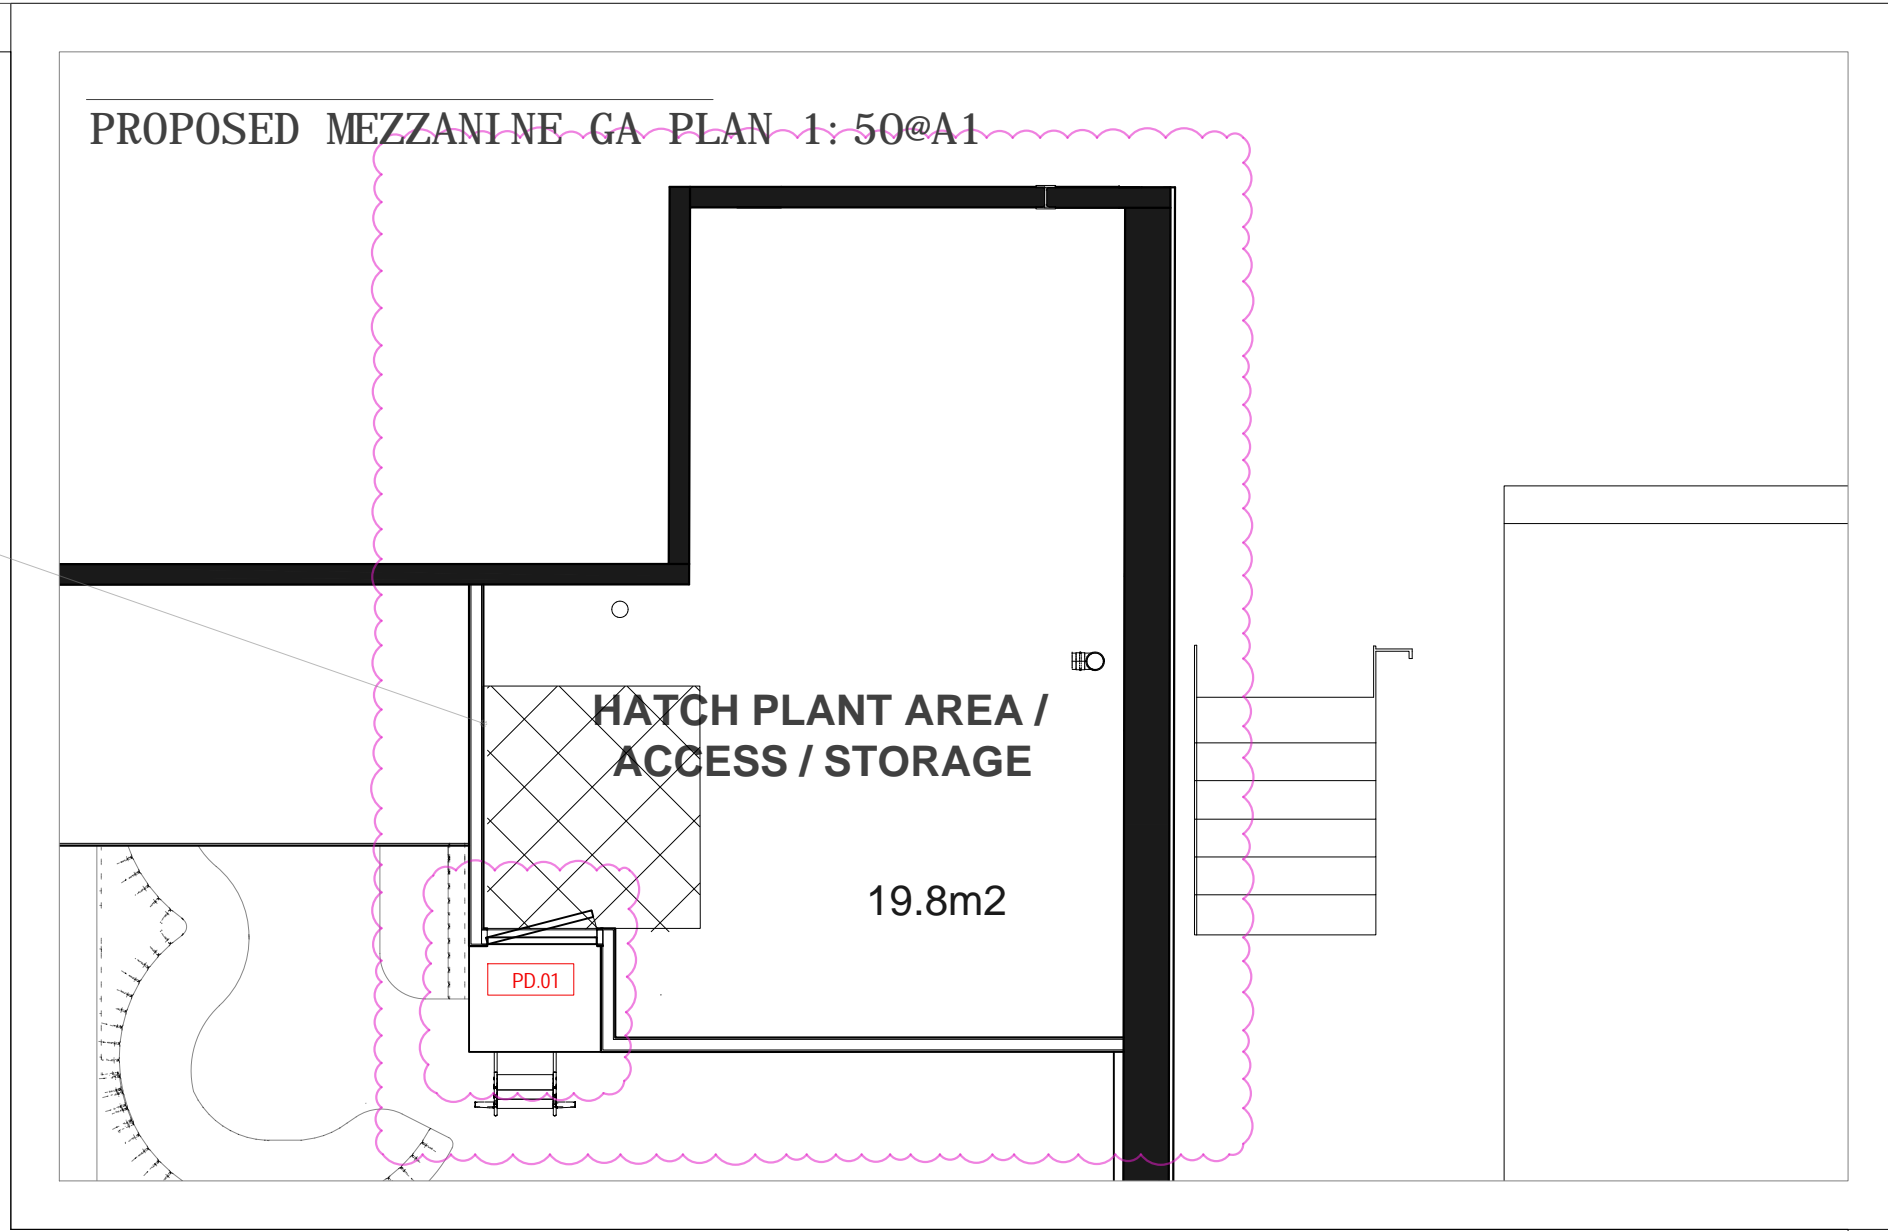 PROPOSED MEZZANINE GA PLAN 1:50@A1
HATCH PLANT AREA /
ACCESS / STORAGE
19.8m2
PD.01